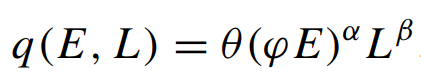 q(E, L) = θ(φE)^α L^β